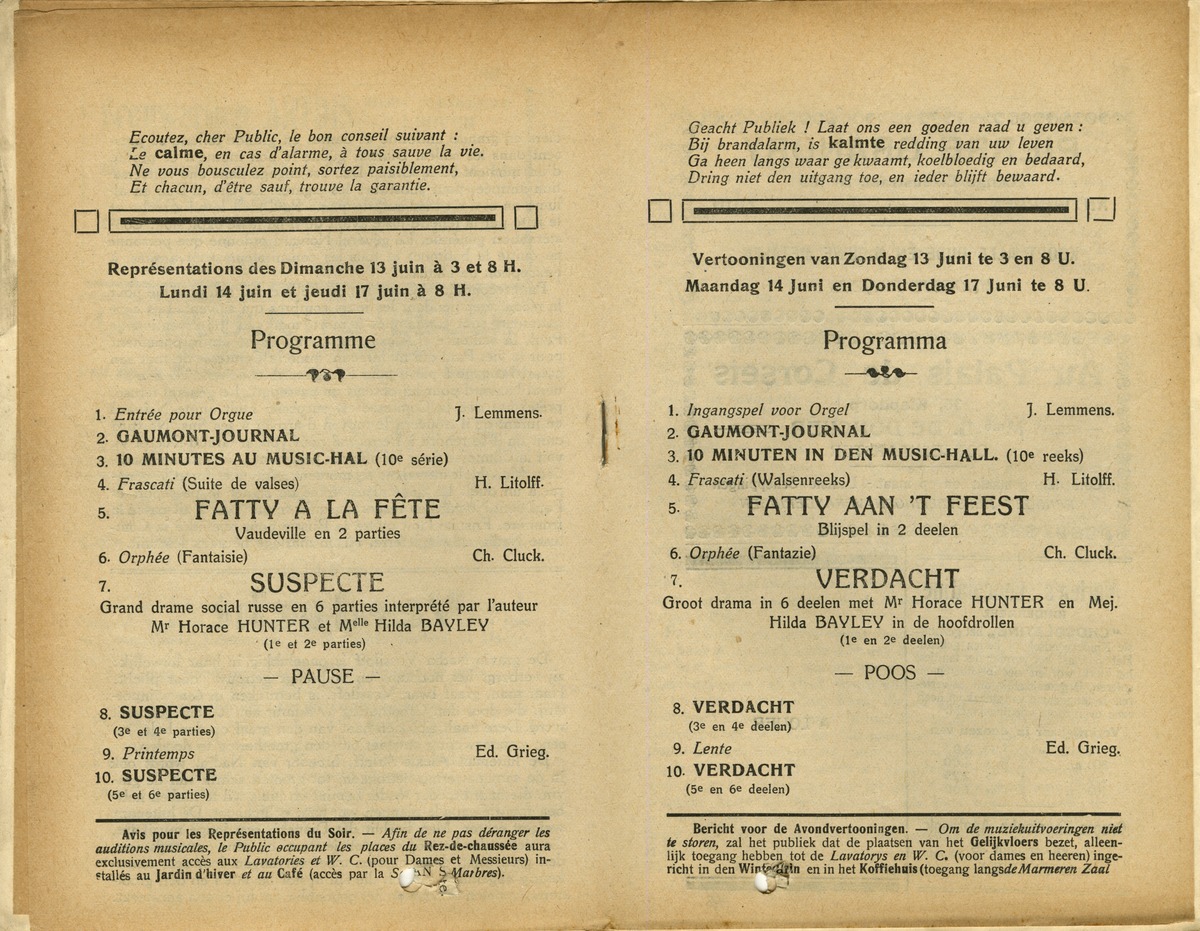 Ecoutez, cher Public, le bon conseil suivant :
Le calme, en cas d'alarme, à tous sauve la vie.
Ne vous bousculez point, sortez paisiblement,
Et chacun, d'être sauf, trouve la garantie.
Représentations des Dimanche 13 juin à 3 et 8 H.
Lundi 14 juin et jeudi 17 juin à 8 H.
Programme
1. Entrée pour Orgue J. Lemmens.
2. GAUMONT-JOURNAL
3. 10 MINUTES AU MUSIC-HAL (10e série)
4. Frascati (Suite de valses) H. Litolff.
5. FATTY A LA FÊTE
Vaudeville en 2 parties
6. Orphée (Fantaisie) Ch. Cluck.
7. SUSPECTE
Grand drame social russe en 6 parties interprété par l'auteur
Mr Horace HUNTER et Melle Hilda BAYLEY
(1e et 2e parties)
— PAUSE —
8. SUSPECTE
(3e et 4e parties)
9. Printemps Ed. Grieg.
10. SUSPECTE
(5e et 6e parties)
Avis pour les Représentations du Soir. — Afin de ne pas déranger les
auditions musicales, le Public occupant les places du Rez-de-chaussée aura
exclusivement accès aux Lavatories et W. C. (pour Dames et Messieurs) in-
stallés au Jardin d'hiver et au Café (accès par la Marbres).
Geacht Publiek ! Laat ons een goeden raad u geven :
Bij brandalarm, is kalmte redding van uw leven
Ga heen langs waar ge kwaamt, koelbloedig en bedaard,
Dring niet den uitgang toe, en ieder blijft bewaard.
Vertooningen van Zondag 13 Juni te 3 en 8 U.
Maandag 14 Juni en Donderdag 17 Juni te 8 U.
Programma
1. Ingangspel voor Orgel J. Lemmens.
2. GAUMONT-JOURNAL
3. 10 MINUTEN IN DEN MUSIC-HALL. (10e reeks)
4. Frascati (Walsenreeks) H. Litolff.
5. FATTY AAN 'T FEEST
Blijspel in 2 deelen
6. Orphée (Fantazie) Ch. Cluck.
7. VERDACHT
Groot drama in 6 deelen met Mr Horace HUNTER en Mej.
Hilda BAYLEY in de hoofdrollen
(1e en 2e deelen)
— POOS —
8. VERDACHT
(3e en 4e deelen)
9. Lente Ed. Grieg.
10. VERDACHT
(5e en 6e deelen)
Bericht voor de Avondvertooningen. — Om de muziekuitvoeringen niet
te storen, zal het publiek dat de plaatsen van het Gelijkvloers bezet, alleen-
lijk toegang hebben tot de Lavatorys en W. C. (voor dames en heeren) inge-
richt in den en in het Koffiehuis (toegang langs de Marmeren Zaal